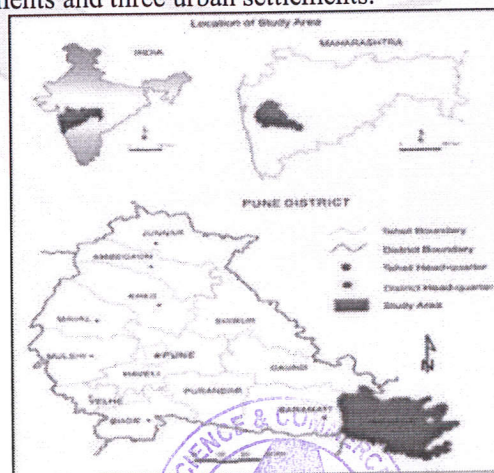 ments and three urban settlements.
Location of Study Area
INDIA
MAHARASHTRA
PUNE DISTRICT
JUNNAR
AMBEGAON
KHED
MAVAL
SHIRUR
MULSHI
PUNE
HAVELI
DAUND
PURANDAR
VELHE
BARAMATI
BHOR
Tehsil Boundary
District Boundary
Tehsil Head-quarter
District Head-quarter
Study Area
N
SCIENCE & COMMERCE